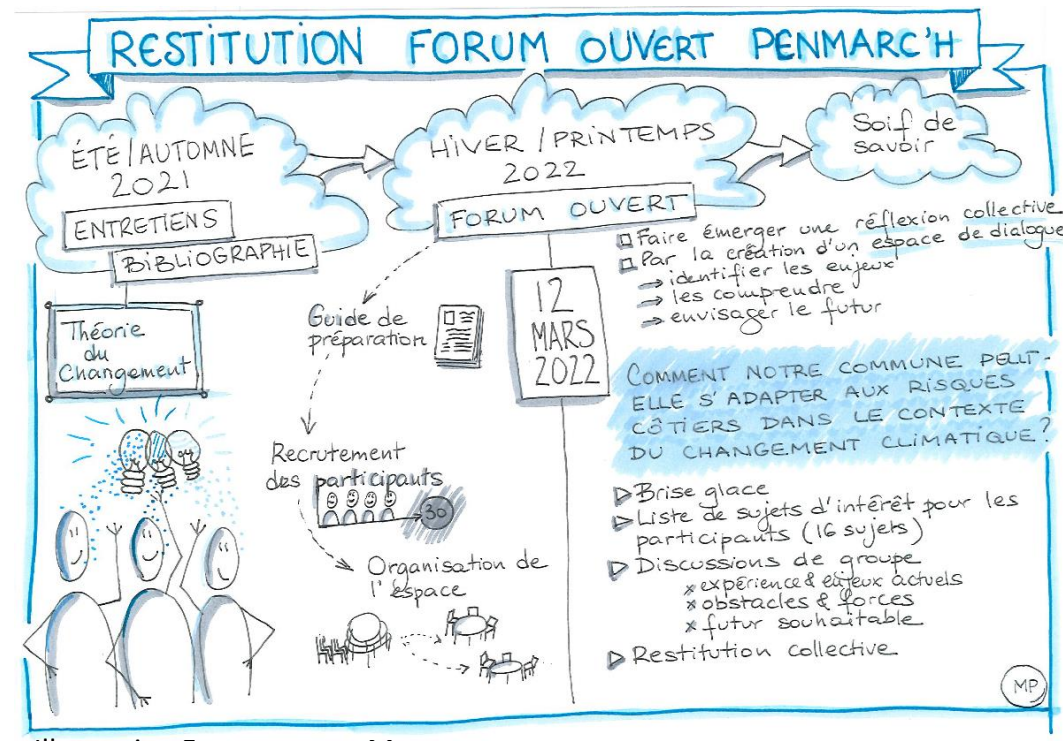 RESTITUTION FORUM OUVERT PENMARC'H
ÉTÉ/AUTOMNE
2021
ENTRETIENS
BIBLIOGRAPHIE
Théorie
du
Changement
HIVER/PRINTEMPS
2022
FORUM OUVERT
Guide de
préparation
Recrutement
des participants
30
Organisation de
l'espace
12
MARS
2022
Soif de
savoir
Faire émerger une réflexion collective
Par la création d'un espace de dialogue
→ identifier les enjeux
→ les comprendre
→ envisager le futur
COMMENT NOTRE COMMUNE PEUT-
ELLE S'ADAPTER AUX RISQUES
CÔTIERS DANS LE CONTEXTE
DU CHANGEMENT CLIMATIQUE?
Brise glace
Liste de sujets d'intérêt pour les
participants (16 sujets)
Discussions de groupe
x expérience & enjeux actuels
x obstacles & forces
x futur souhaitable
Restitution collective
MP